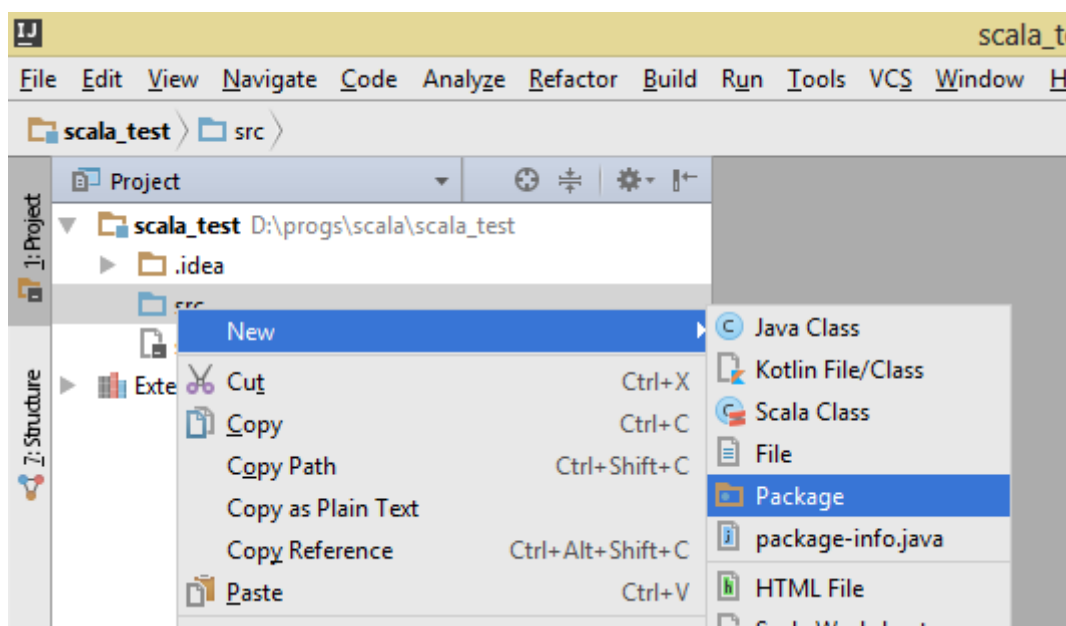 IJ
scala_t
File Edit View Navigate Code Analyze Refactor Build Run Tools VCS Window H
scala_test src
Project
1: Project
7: Structure
scala_test D:\progs\scala\scala_test
.idea
src
Exte
New
Cut Ctrl+X
Copy Ctrl+C
Copy Path Ctrl+Shift+C
Copy as Plain Text
Copy Reference Ctrl+Alt+Shift+C
Paste Ctrl+V
Java Class
Kotlin File/Class
Scala Class
File
Package
package-info.java
HTML File